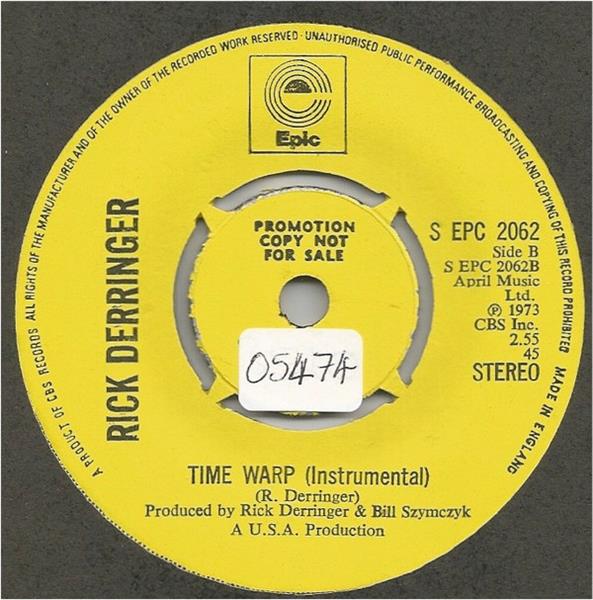 A PRODUCT OF CBS RECORDS ALL RIGHTS OF THE MANUFACTURER AND OF THE OWNER OF THE RECORDED WORK RESERVED · UNAUTHORISED PUBLIC PERFORMANCE BROADCASTING AND COPYING OF THIS RECORD PROHIBITED MADE IN ENGLAND
Epic
RICK DERRINGER
PROMOTION
COPY NOT
FOR SALE
S EPC 2062
Side B
S EPC 2062B
April Music
Ltd.
℗ 1973
CBS Inc.
2.55
45
STEREO
05474
TIME WARP (Instrumental)
(R. Derringer)
Produced by Rick Derringer & Bill Szymczyk
A U.S.A. Production